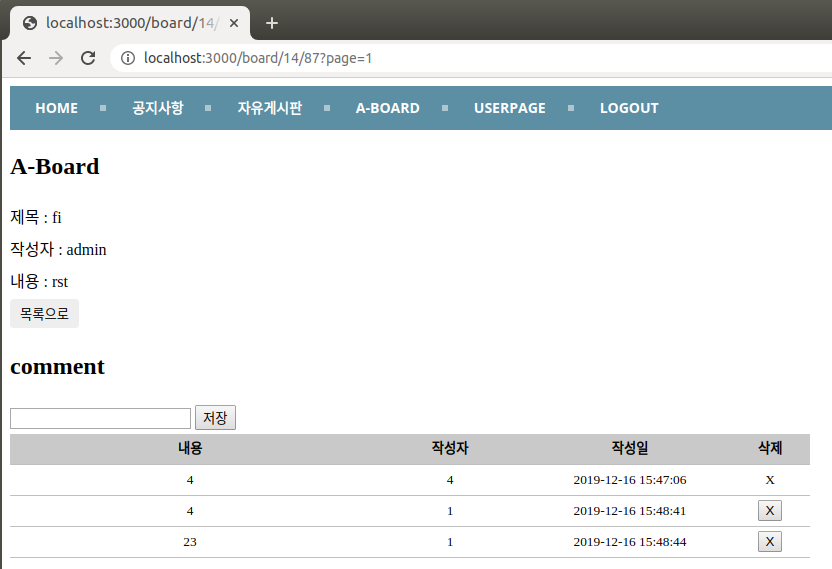 localhost:3000/board/14/
localhost:3000/board/14/87?page=1
HOME 공지사항 자유게시판 A-BOARD USERPAGE LOGOUT
A-Board
제목 : fi
작성자 : admin
내용 : rst
목록으로
comment
저장
내용 작성자 작성일 삭제
4 4 2019-12-16 15:47:06 X
4 1 2019-12-16 15:48:41 X
23 1 2019-12-16 15:48:44 X